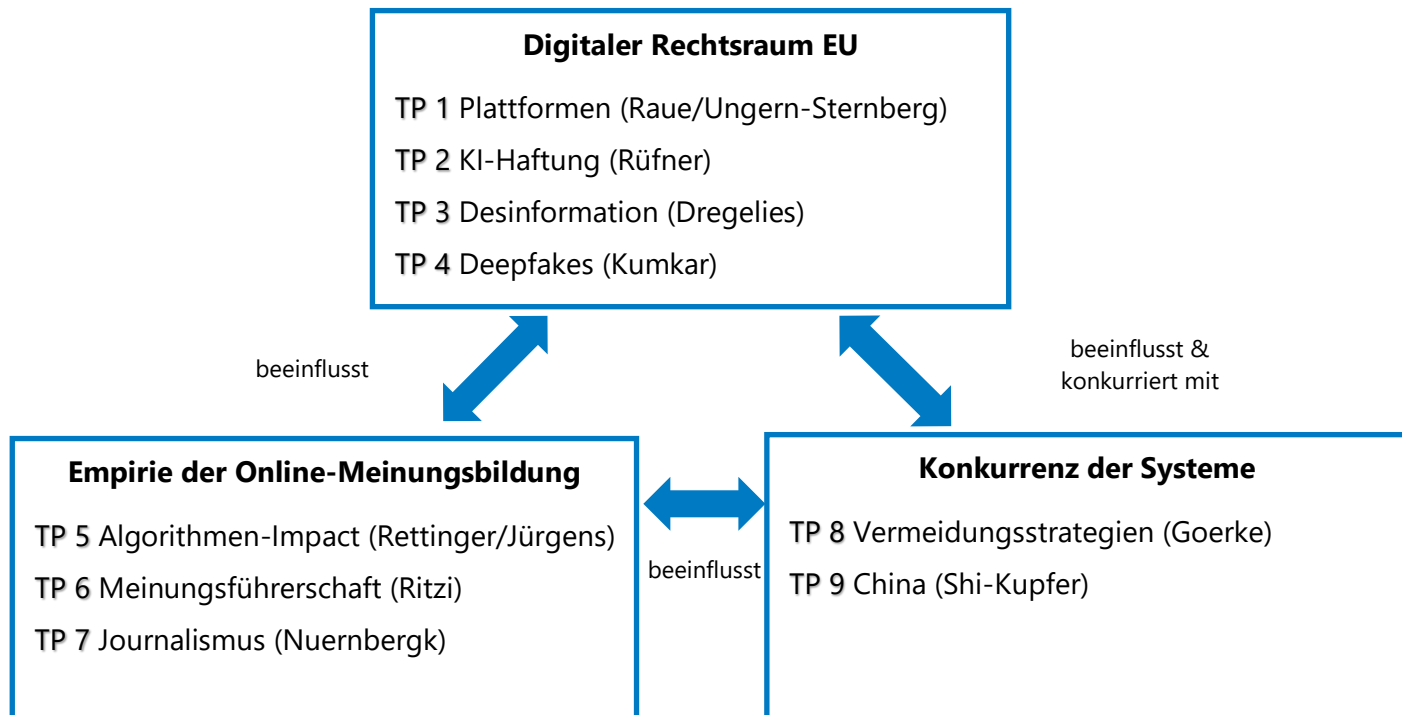 Digitaler Rechtsraum EU
TP 1 Plattformen (Raue/Ungern-Sternberg)
TP 2 KI-Haftung (Rüfner)
TP 3 Desinformation (Dregelies)
TP 4 Deepfakes (Kumkar)
beeinflusst
beeinflusst &
konkurriert mit
Empirie der Online-Meinungsbildung
TP 5 Algorithmen-Impact (Rettinger/Jürgens)
TP 6 Meinungsführerschaft (Ritzi)
TP 7 Journalismus (Nuernbergk)
beeinflusst
Konkurrenz der Systeme
TP 8 Vermeidungsstrategien (Goerke)
TP 9 China (Shi-Kupfer)